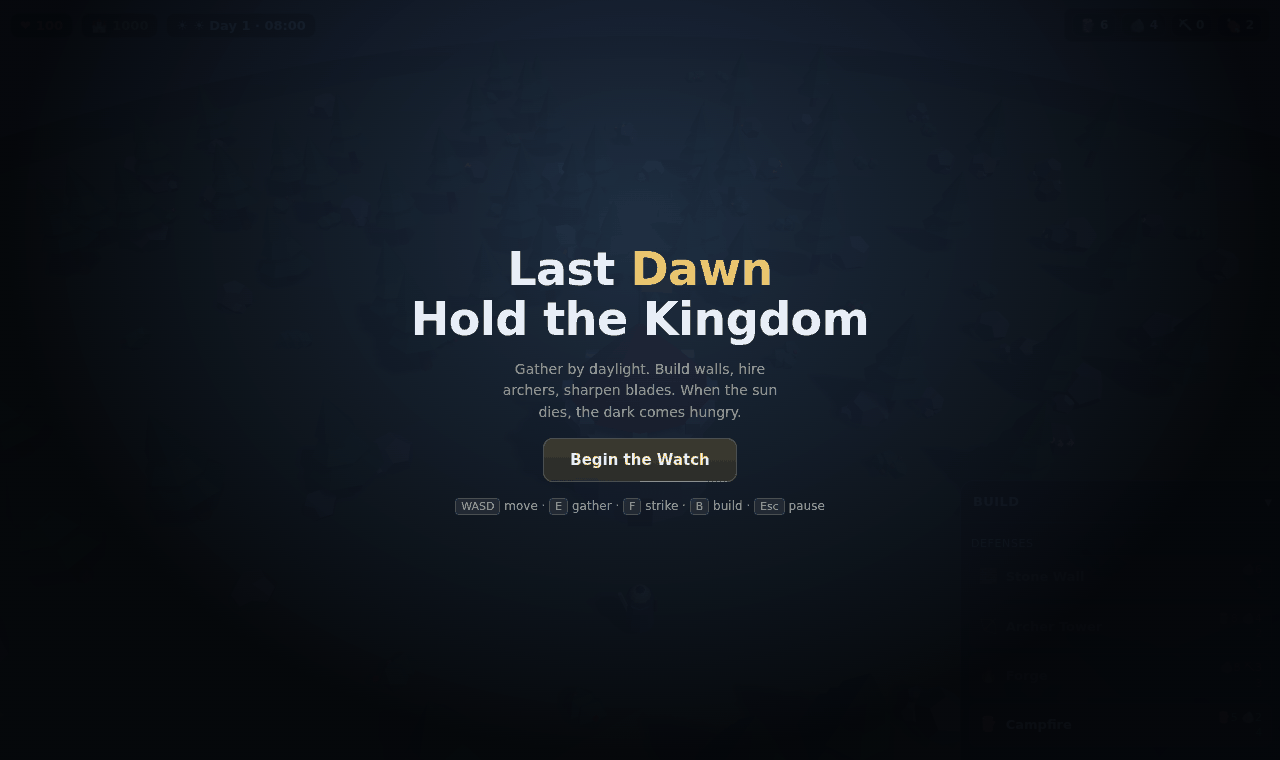 Day 1 - 08:00
6
4
0
2
Last Dawn
Hold the Kingdom
Gather by daylight. Build walls, hire
archers, sharpen blades. When the sun
dies, the dark comes hungry.
Begin the Watch
WASD move · E gather · F strike · B build · Esc pause
BUILD
Campfire